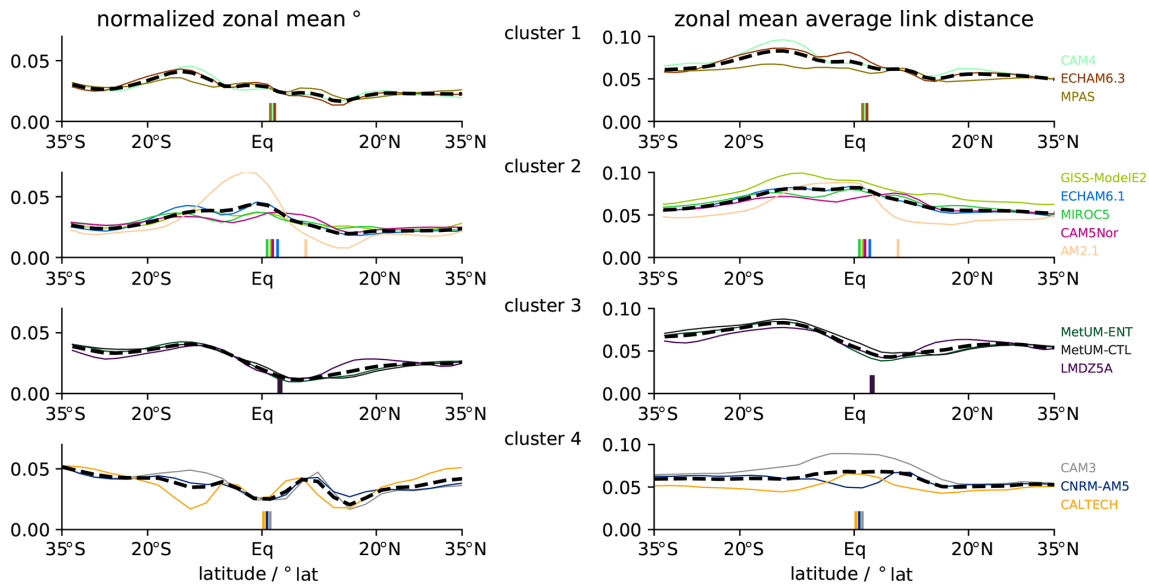 normalized zonal mean °
zonal mean average link distance
cluster 1
0.05
0.00
35°S
20°S
Eq
20°N
35°N
0.10
0.05
0.00
35°S
20°S
Eq
20°N
35°N
CAM4
ECHAM6.3
MPAS
cluster 2
0.05
0.00
35°S
20°S
Eq
20°N
35°N
0.10
0.05
0.00
35°S
20°S
Eq
20°N
35°N
GISS-ModelE2
ECHAM6.1
MIROC5
CAM5Nor
AM2.1
cluster 3
0.05
0.00
35°S
20°S
Eq
20°N
35°N
0.10
0.05
0.00
35°S
20°S
Eq
20°N
35°N
MetUM-ENT
MetUM-CTL
LMDZ5A
cluster 4
0.05
0.00
35°S
20°S
Eq
20°N
35°N
latitude / °lat
0.10
0.05
0.00
35°S
20°S
Eq
20°N
35°N
latitude / °lat
CAM3
CNRM-AM5
CALTECH